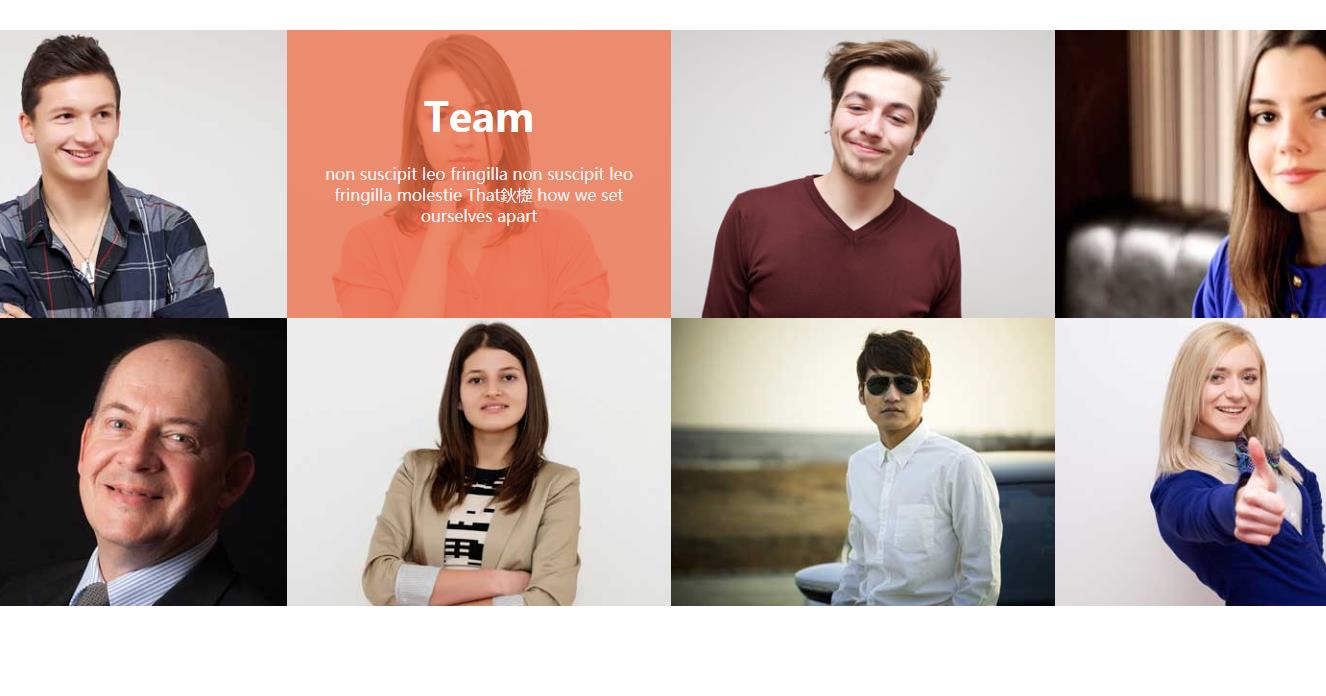 Team
non suscipit leo fringilla non suscipit leo
fringilla molestie That鈥檚 how we set
ourselves apart